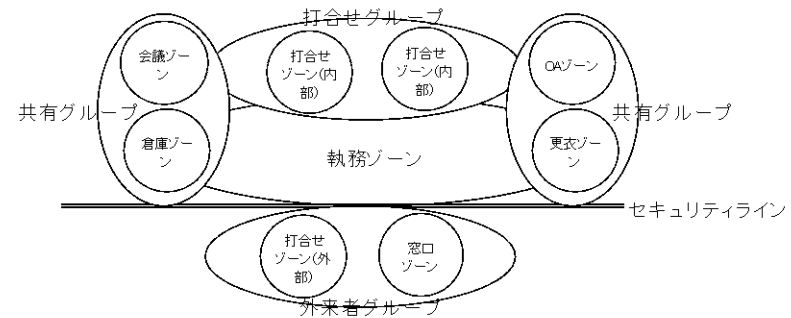 打合せグループ
会議ゾー
ン
打合せ
ゾーン(内
部)
打合せ
ゾーン(内
部)
OAゾーン
共有グループ
共有グループ
倉庫ゾー
ン
執務ゾーン
更衣ゾー
ン
セキュリティライン
打合せ
ゾーン(外
部)
窓口
ゾーン
外来者グループ